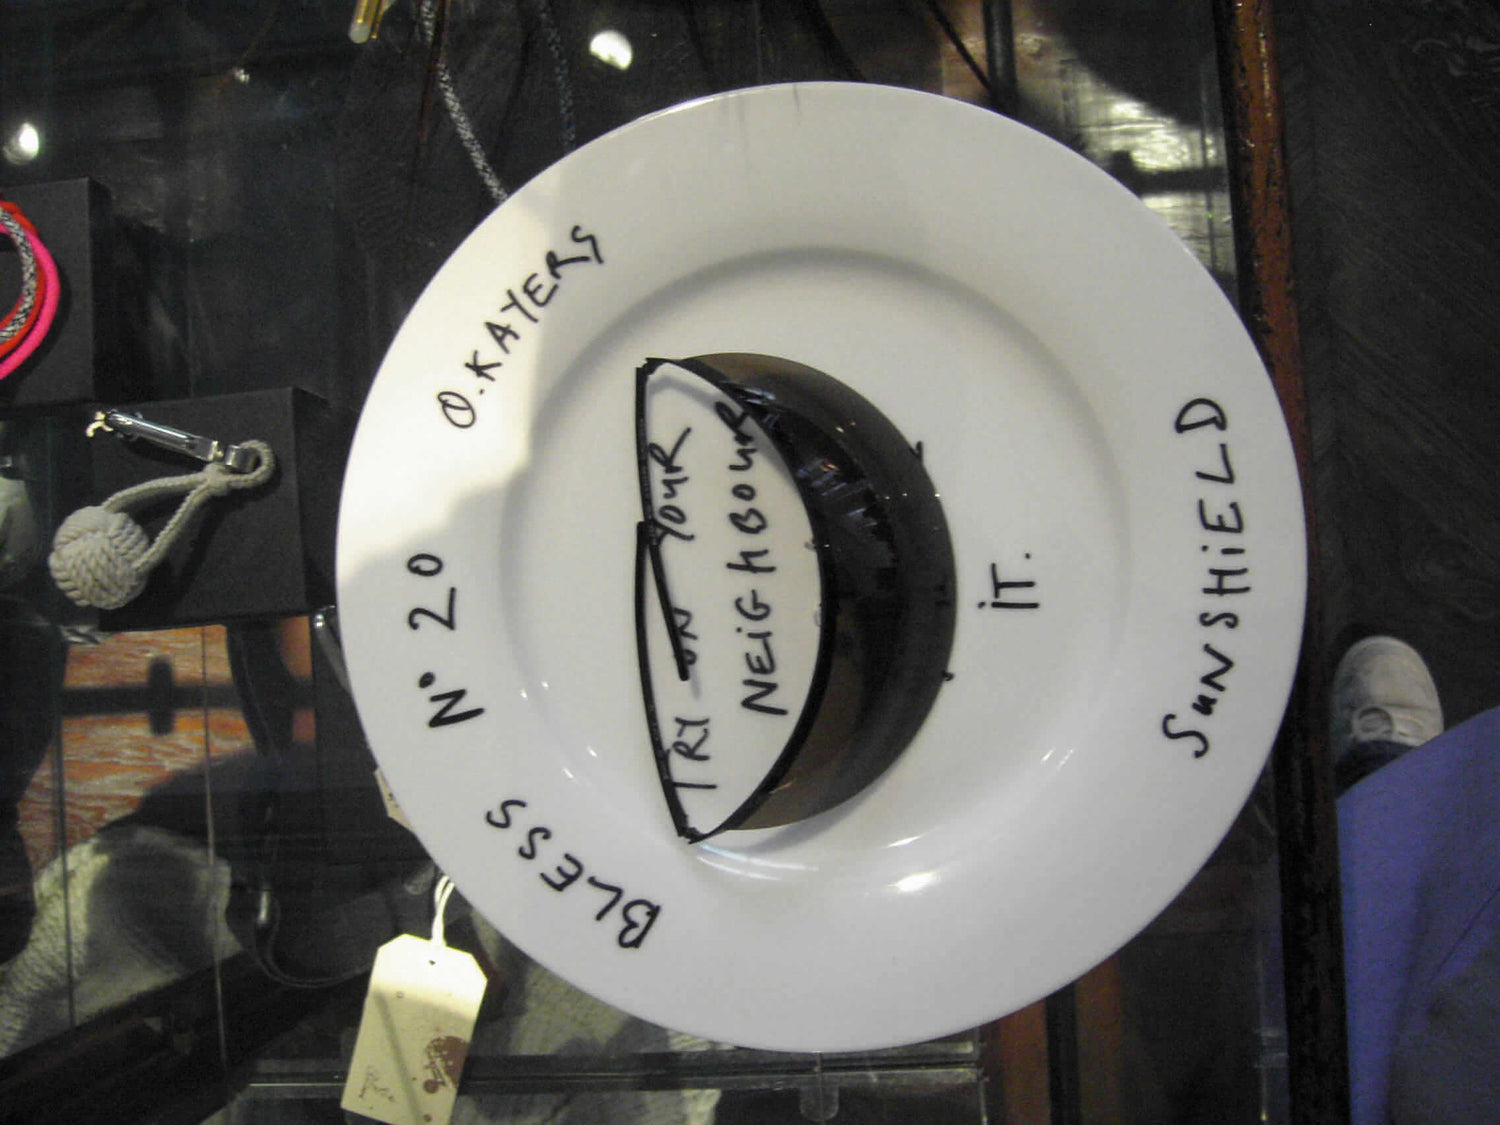 BLESS N° 20 O.KAYERS
TRY ON YOUR
NEIGHBOUR
IT.
SUNSHIELD